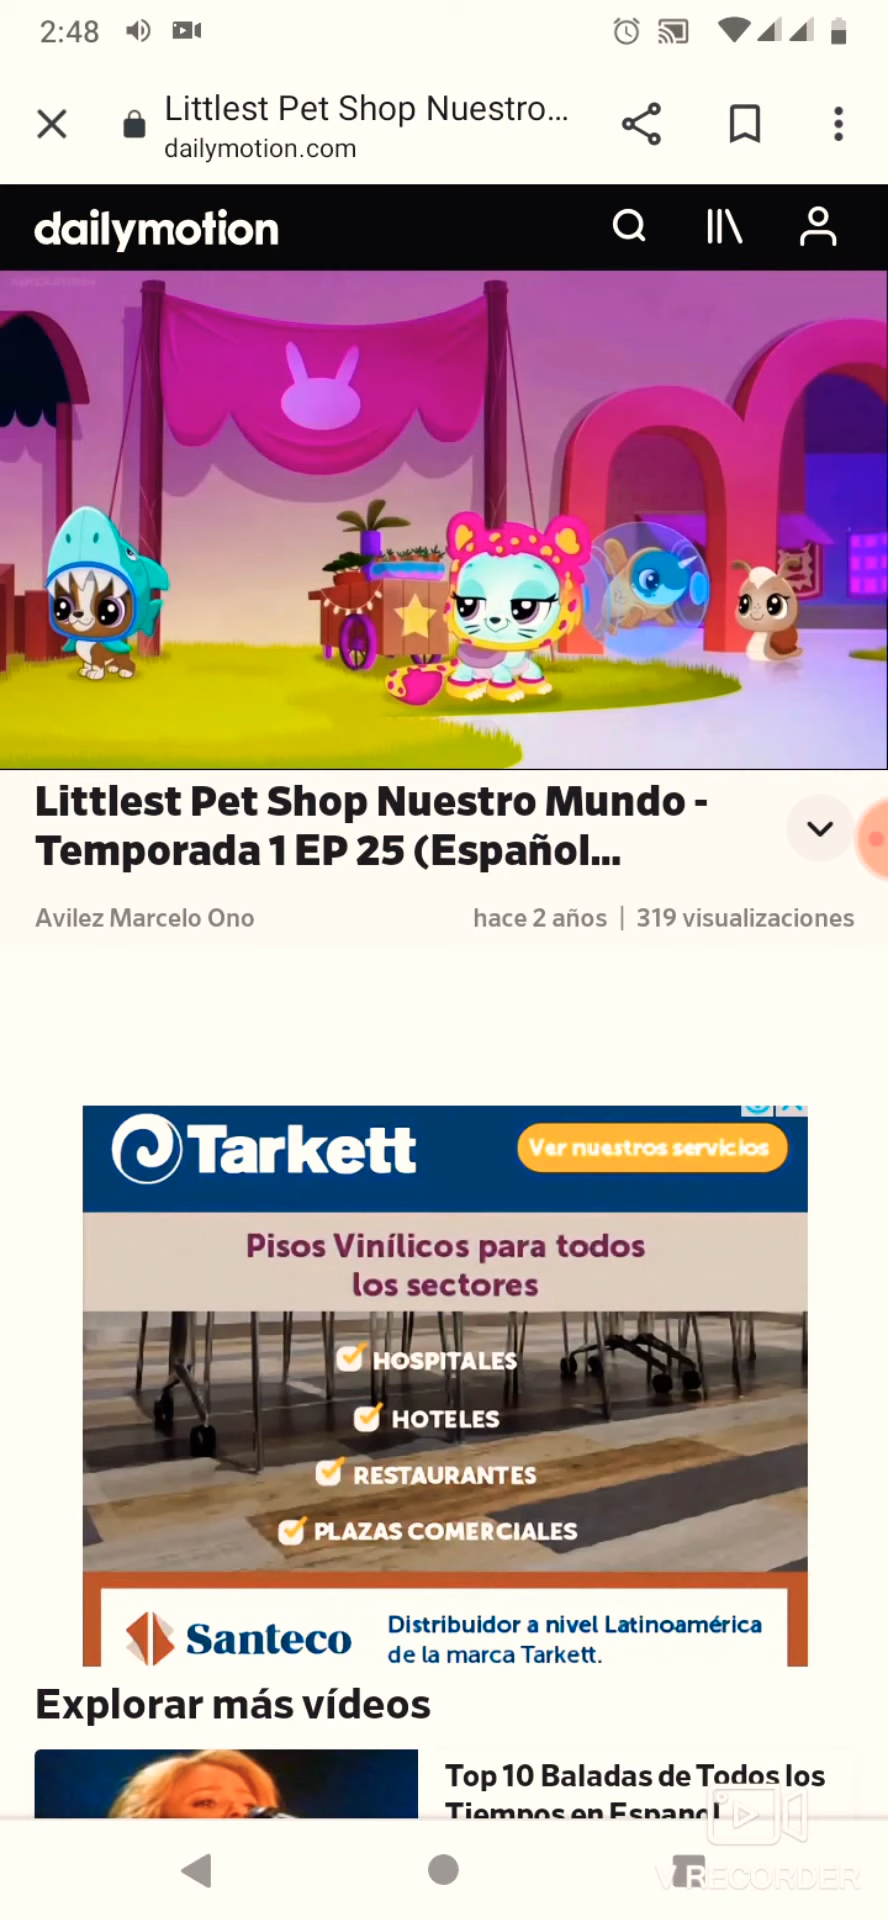 2:48
Littlest Pet Shop Nuestro...
dailymotion.com
dailymotion
Littlest Pet Shop Nuestro Mundo -
Temporada 1 EP 25 (Español...
Avilez Marcelo Ono
hace 2 años | 319 visualizaciones
Tarkett
Ver nuestros servicios
Pisos Vinílicos para todos
los sectores
HOSPITALES
HOTELES
RESTAURANTES
PLAZAS COMERCIALES
Santeco
Distribuidor a nivel Latinoamérica
de la marca Tarkett.
Explorar más vídeos
Top 10 Baladas de Todos los
Tiempos en Espanol
V RECORDER